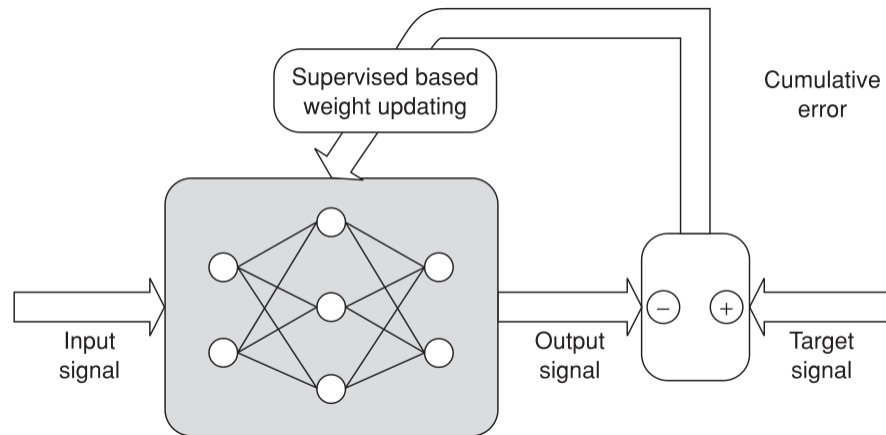 Supervised based
weight updating
Cumulative
error
−
+
Input
signal
Output
signal
Target
signal